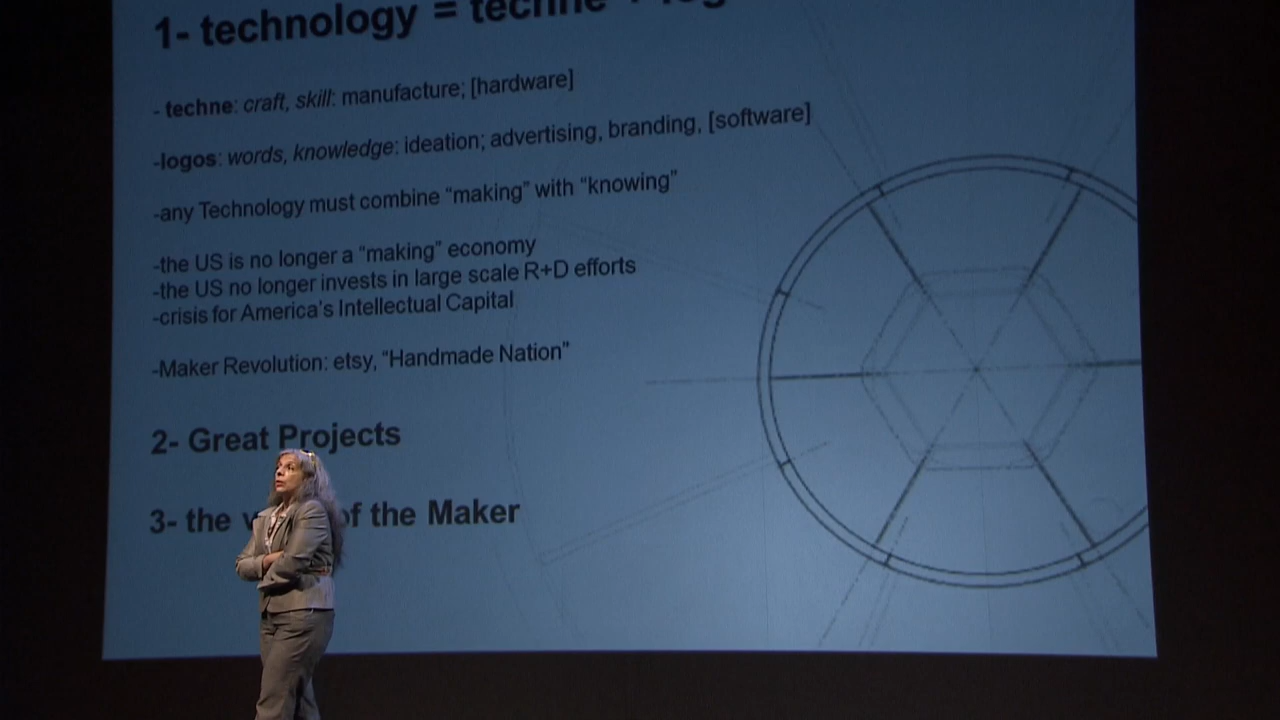 1- technology = techne
- techne: craft, skill: manufacture; [hardware]
-logos: words, knowledge: ideation; advertising, branding, [software]
-any Technology must combine “making” with “knowing”
-the US is no longer a “making” economy
-the US no longer invests in large scale R+D efforts
-crisis for America's Intellectual Capital
-Maker Revolution: etsy, “Handmade Nation”
2- Great Projects
3- the of the Maker